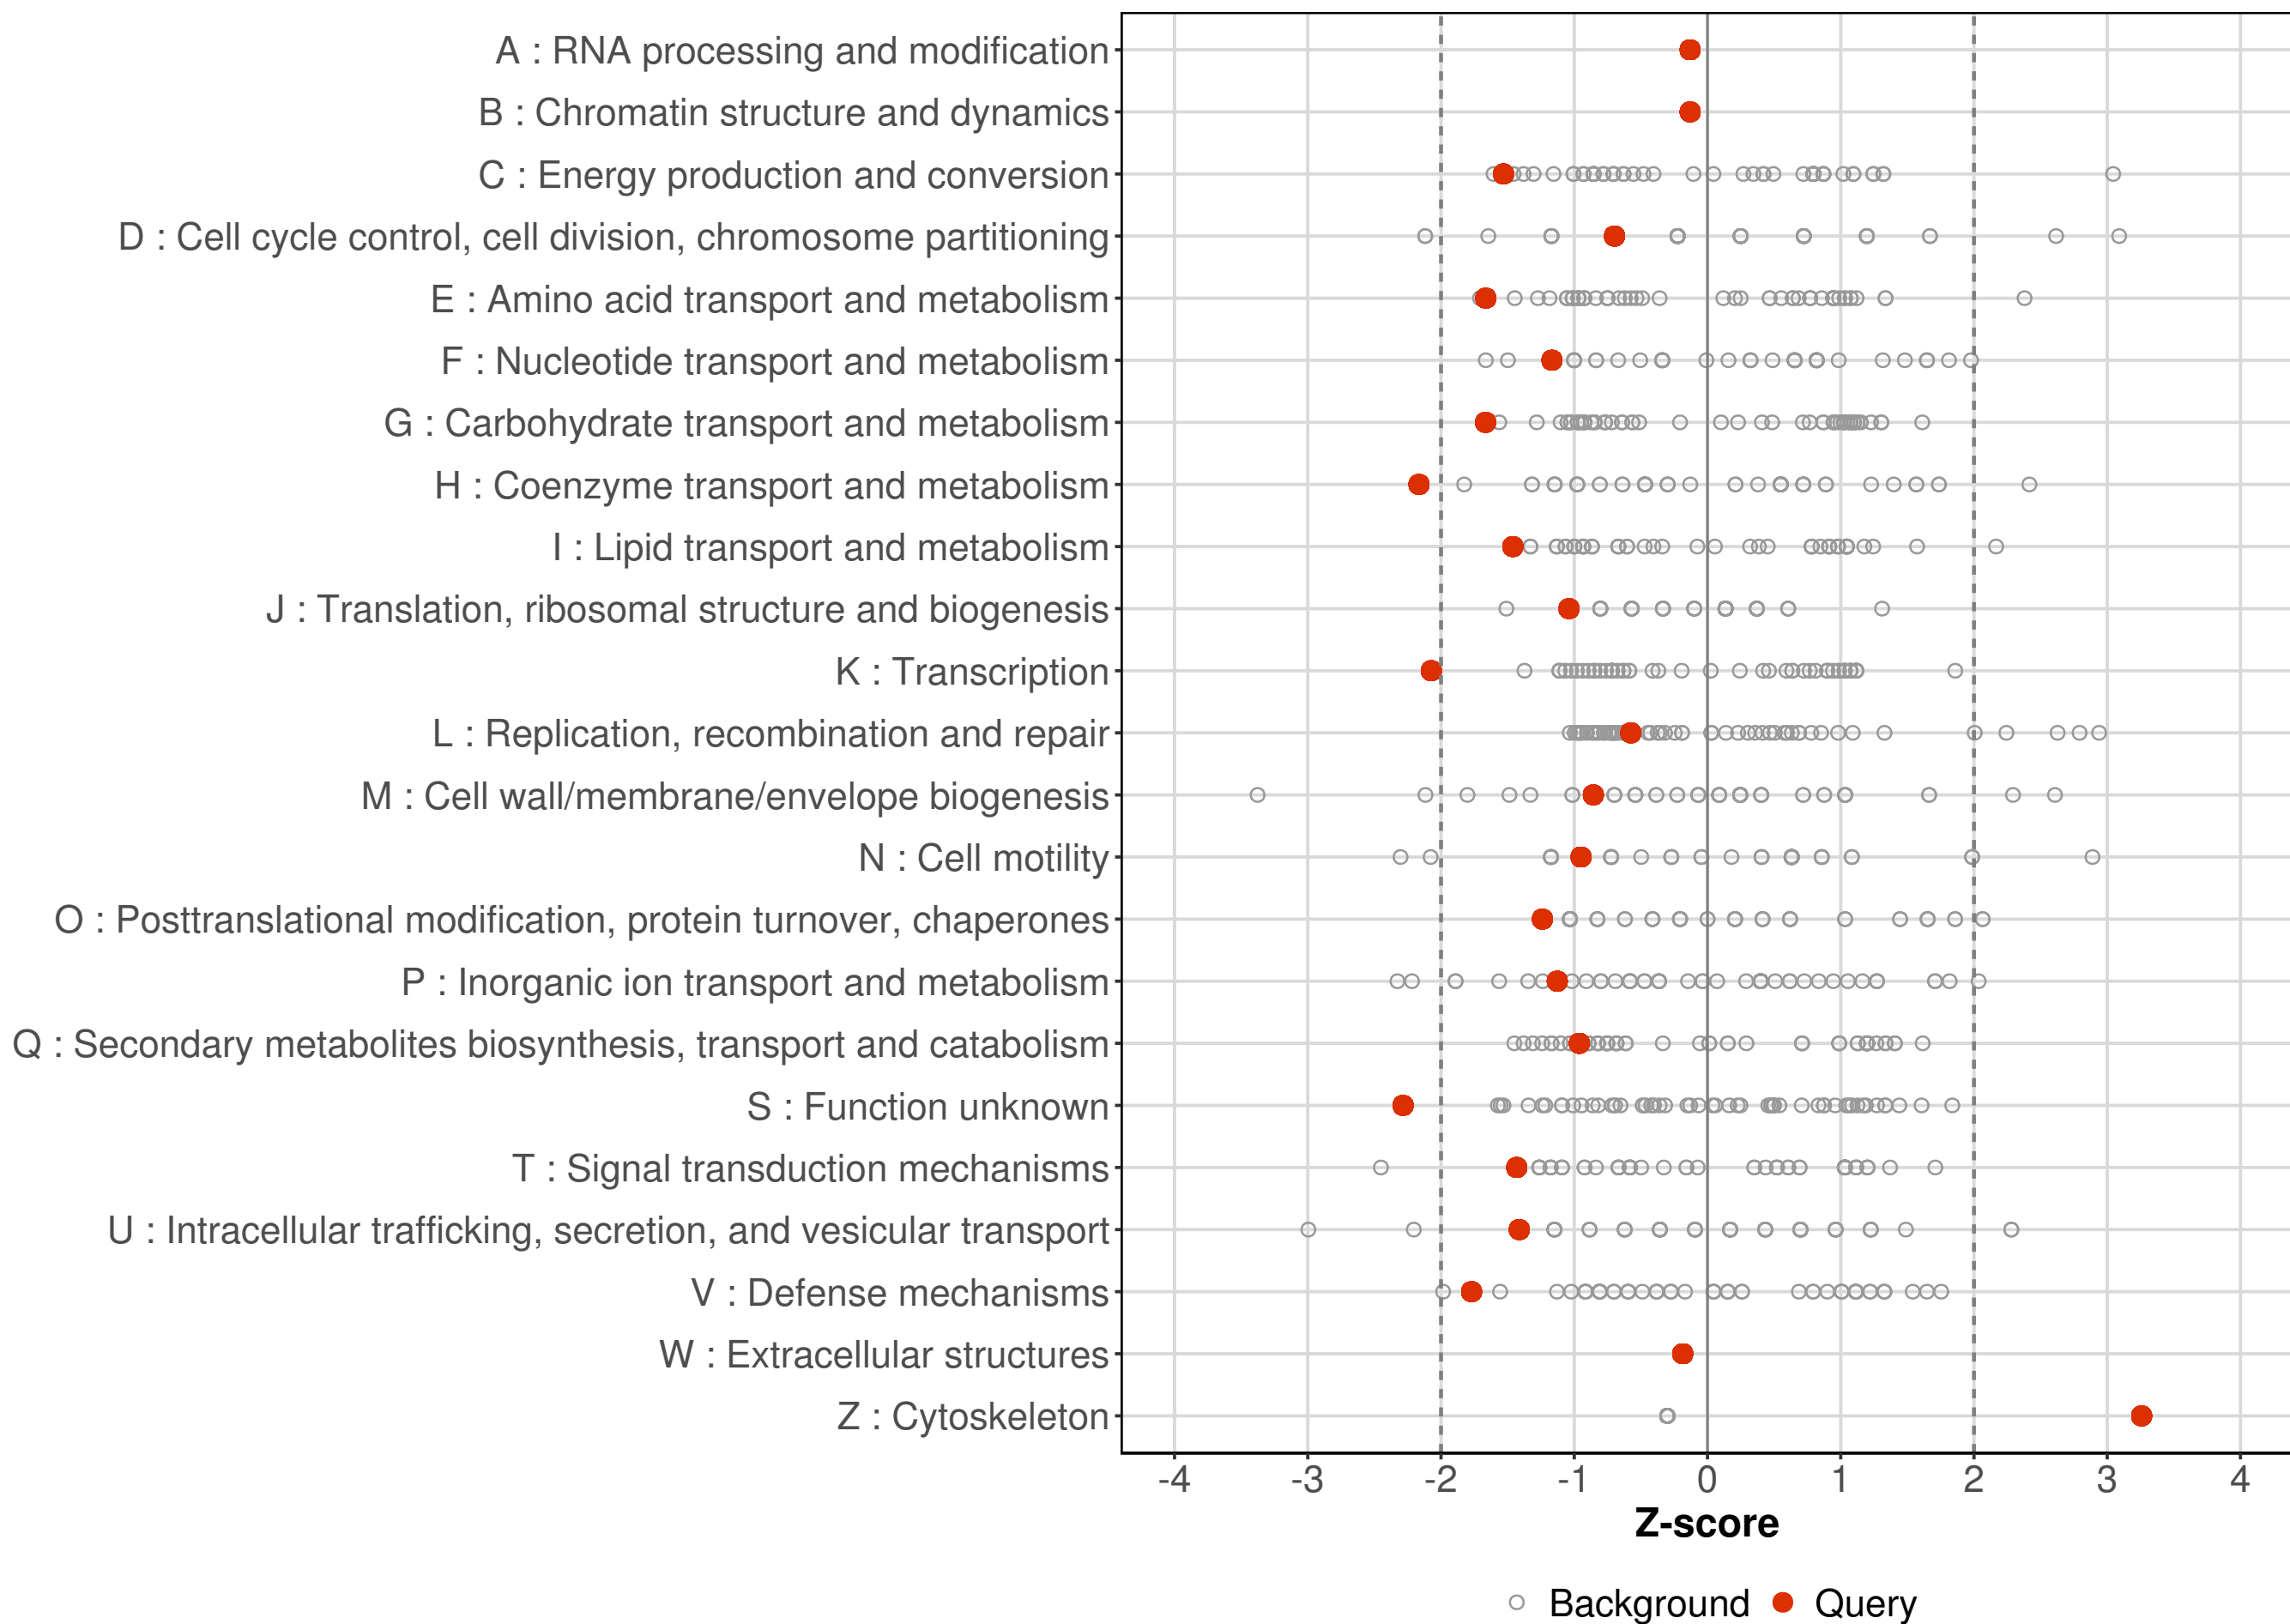 A : RNA processing and modification
B : Chromatin structure and dynamics
C : Energy production and conversion
D : Cell cycle control, cell division, chromosome partitioning
E : Amino acid transport and metabolism
F : Nucleotide transport and metabolism
G : Carbohydrate transport and metabolism
H : Coenzyme transport and metabolism
I : Lipid transport and metabolism
J : Translation, ribosomal structure and biogenesis
K : Transcription
L : Replication, recombination and repair
M : Cell wall/membrane/envelope biogenesis
N : Cell motility
O : Posttranslational modification, protein turnover, chaperones
P : Inorganic ion transport and metabolism
Q : Secondary metabolites biosynthesis, transport and catabolism
S : Function unknown
T : Signal transduction mechanisms
U : Intracellular trafficking, secretion, and vesicular transport
V : Defense mechanisms
W : Extracellular structures
Z : Cytoskeleton
-4 -3 -2 -1 0 1 2 3 4
Z-score
Background Query